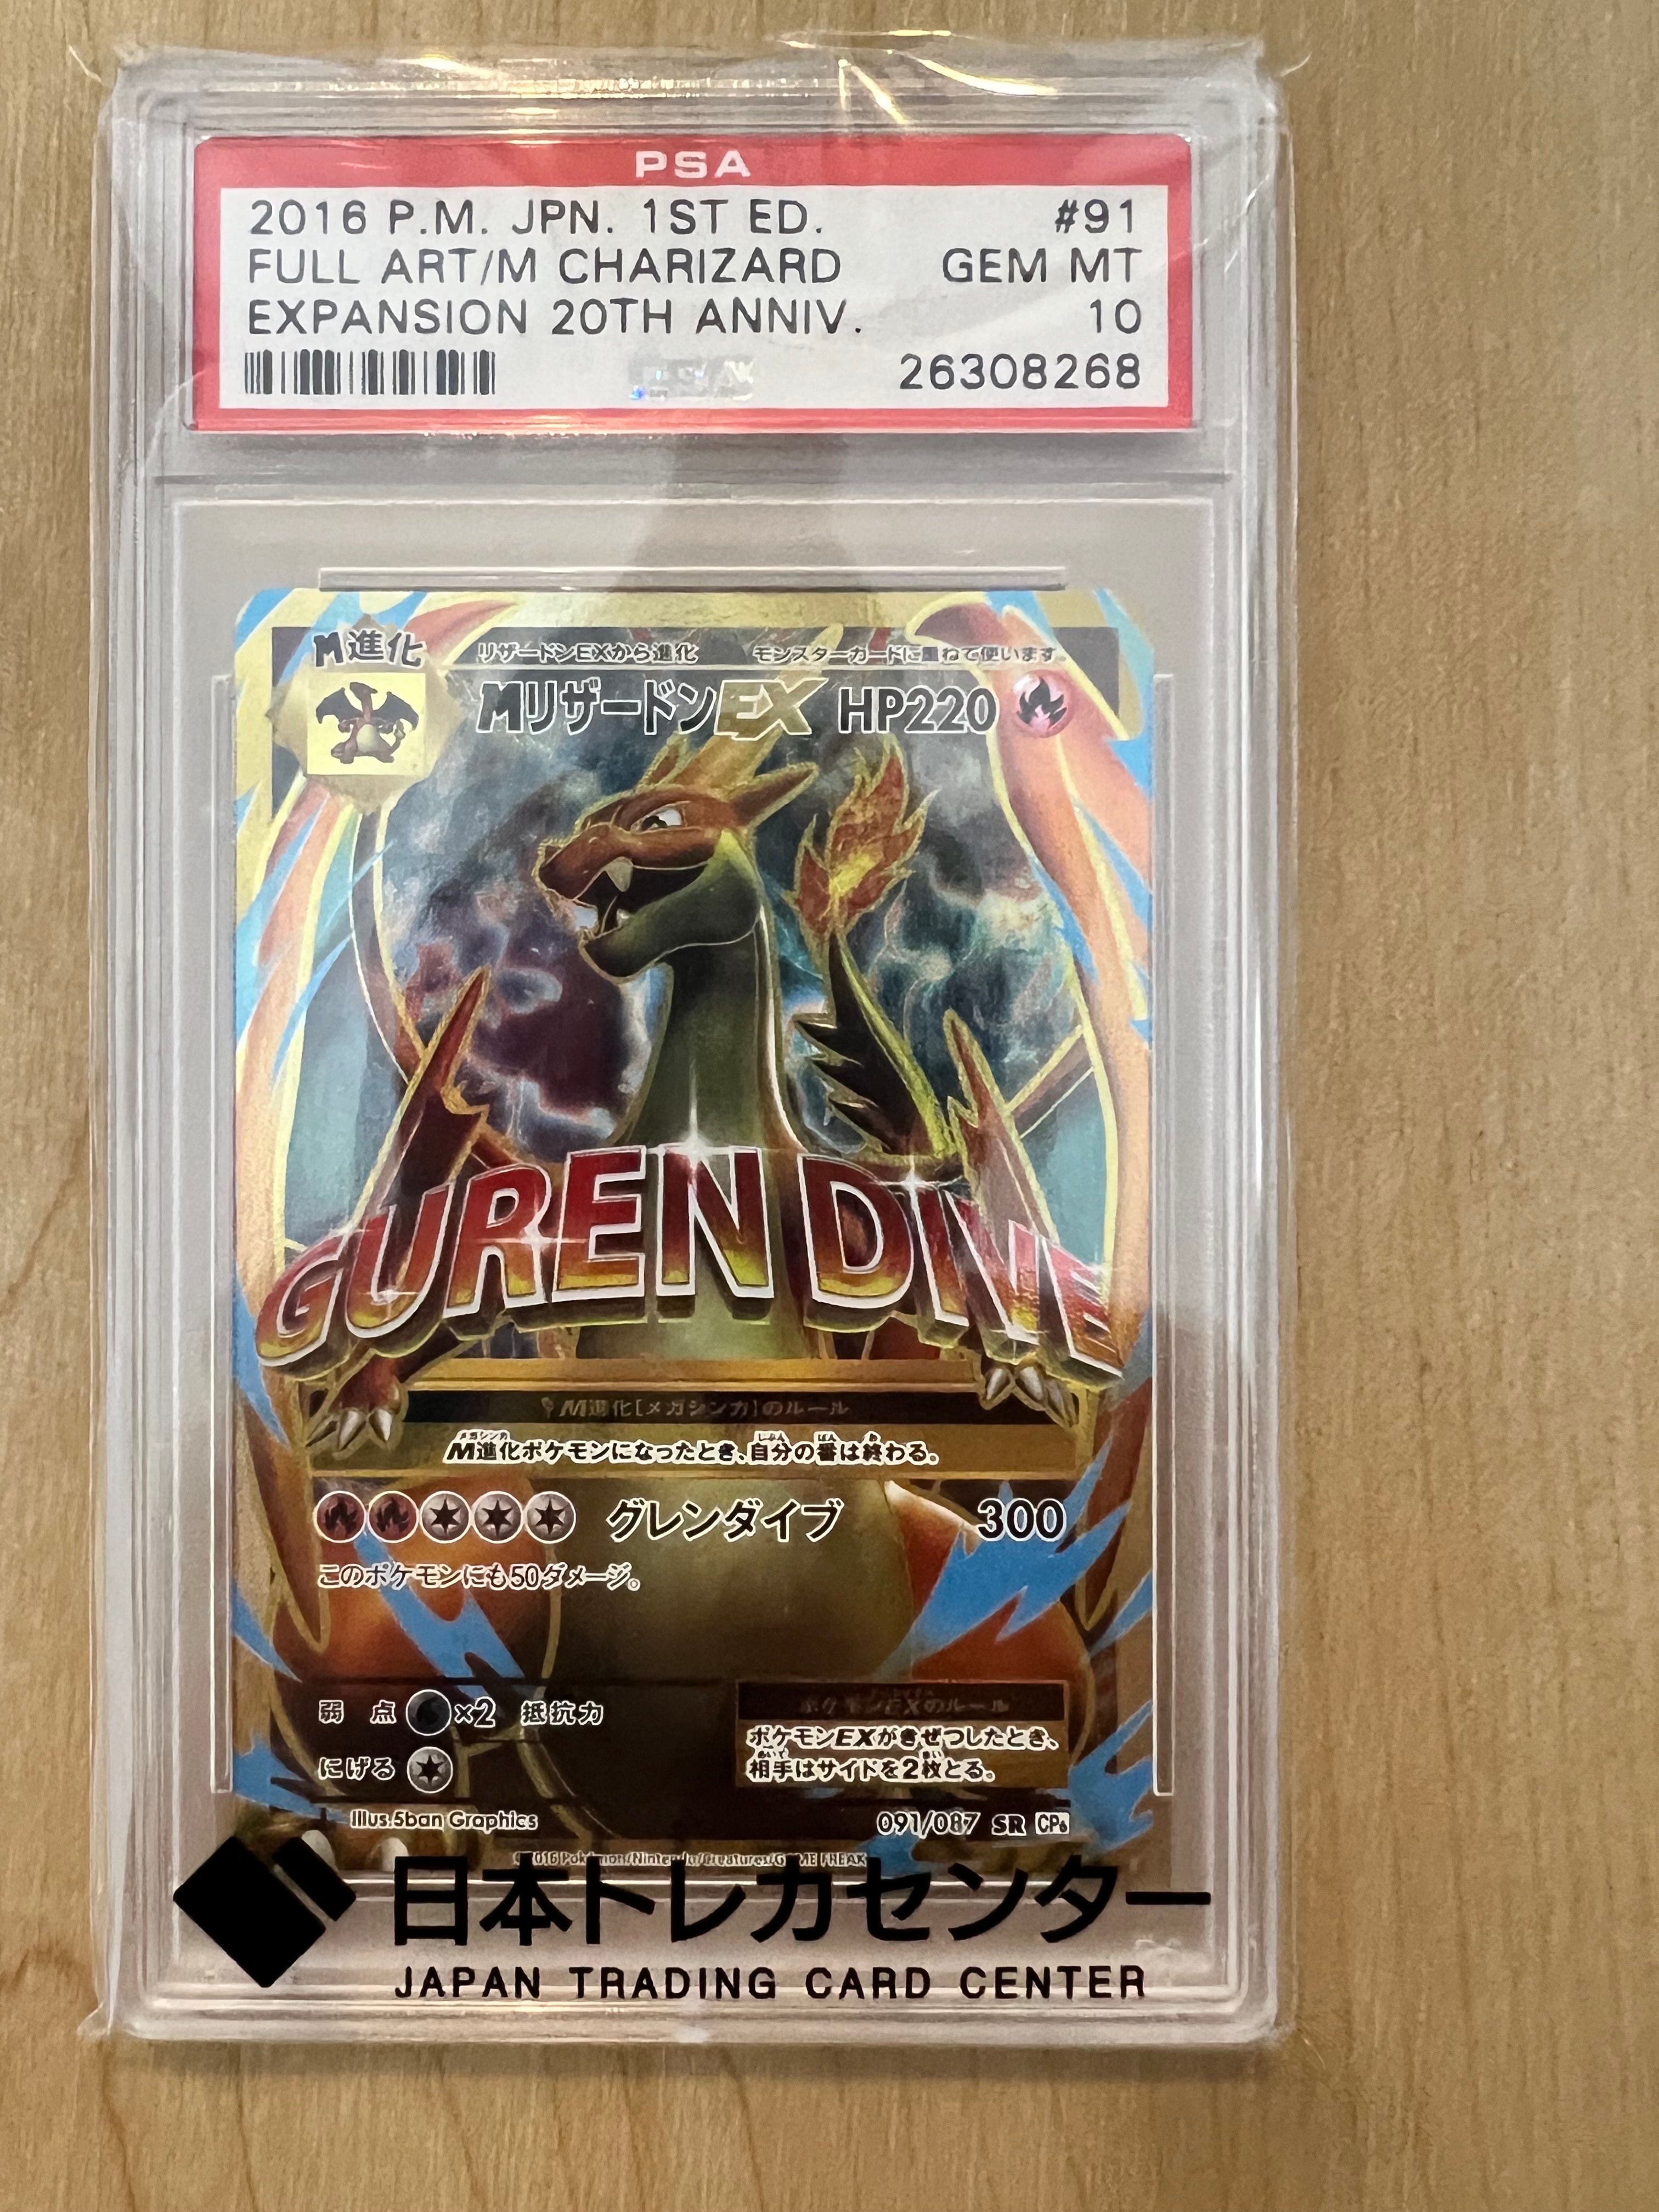 PSA
2016 P.M. JPN. 1ST ED. #91
FULL ART/M CHARIZARD GEM MT
EXPANSION 20TH ANNIV. 10
26308268
M進化 リザードンEXから進化 モンスターカードに重ねて使います。
MリザードンEX HP220
GUREN DIVE
M進化[メガシンカ]のルール
M進化ポケモンになったとき、自分の番は終わる。
グレンダイブ 300
このポケモンにも50ダメージ。
弱点 ×2 抵抗力
にげる
ポケモンEXのルール
ポケモンEXがきぜつしたとき、
相手はサイドを2枚とる。
Illus.5ban Graphics 091/087 SR CP6
©2016 Pokémon/Nintendo/Creatures/GAME FREAK
日本トレカセンター
JAPAN TRADING CARD CENTER